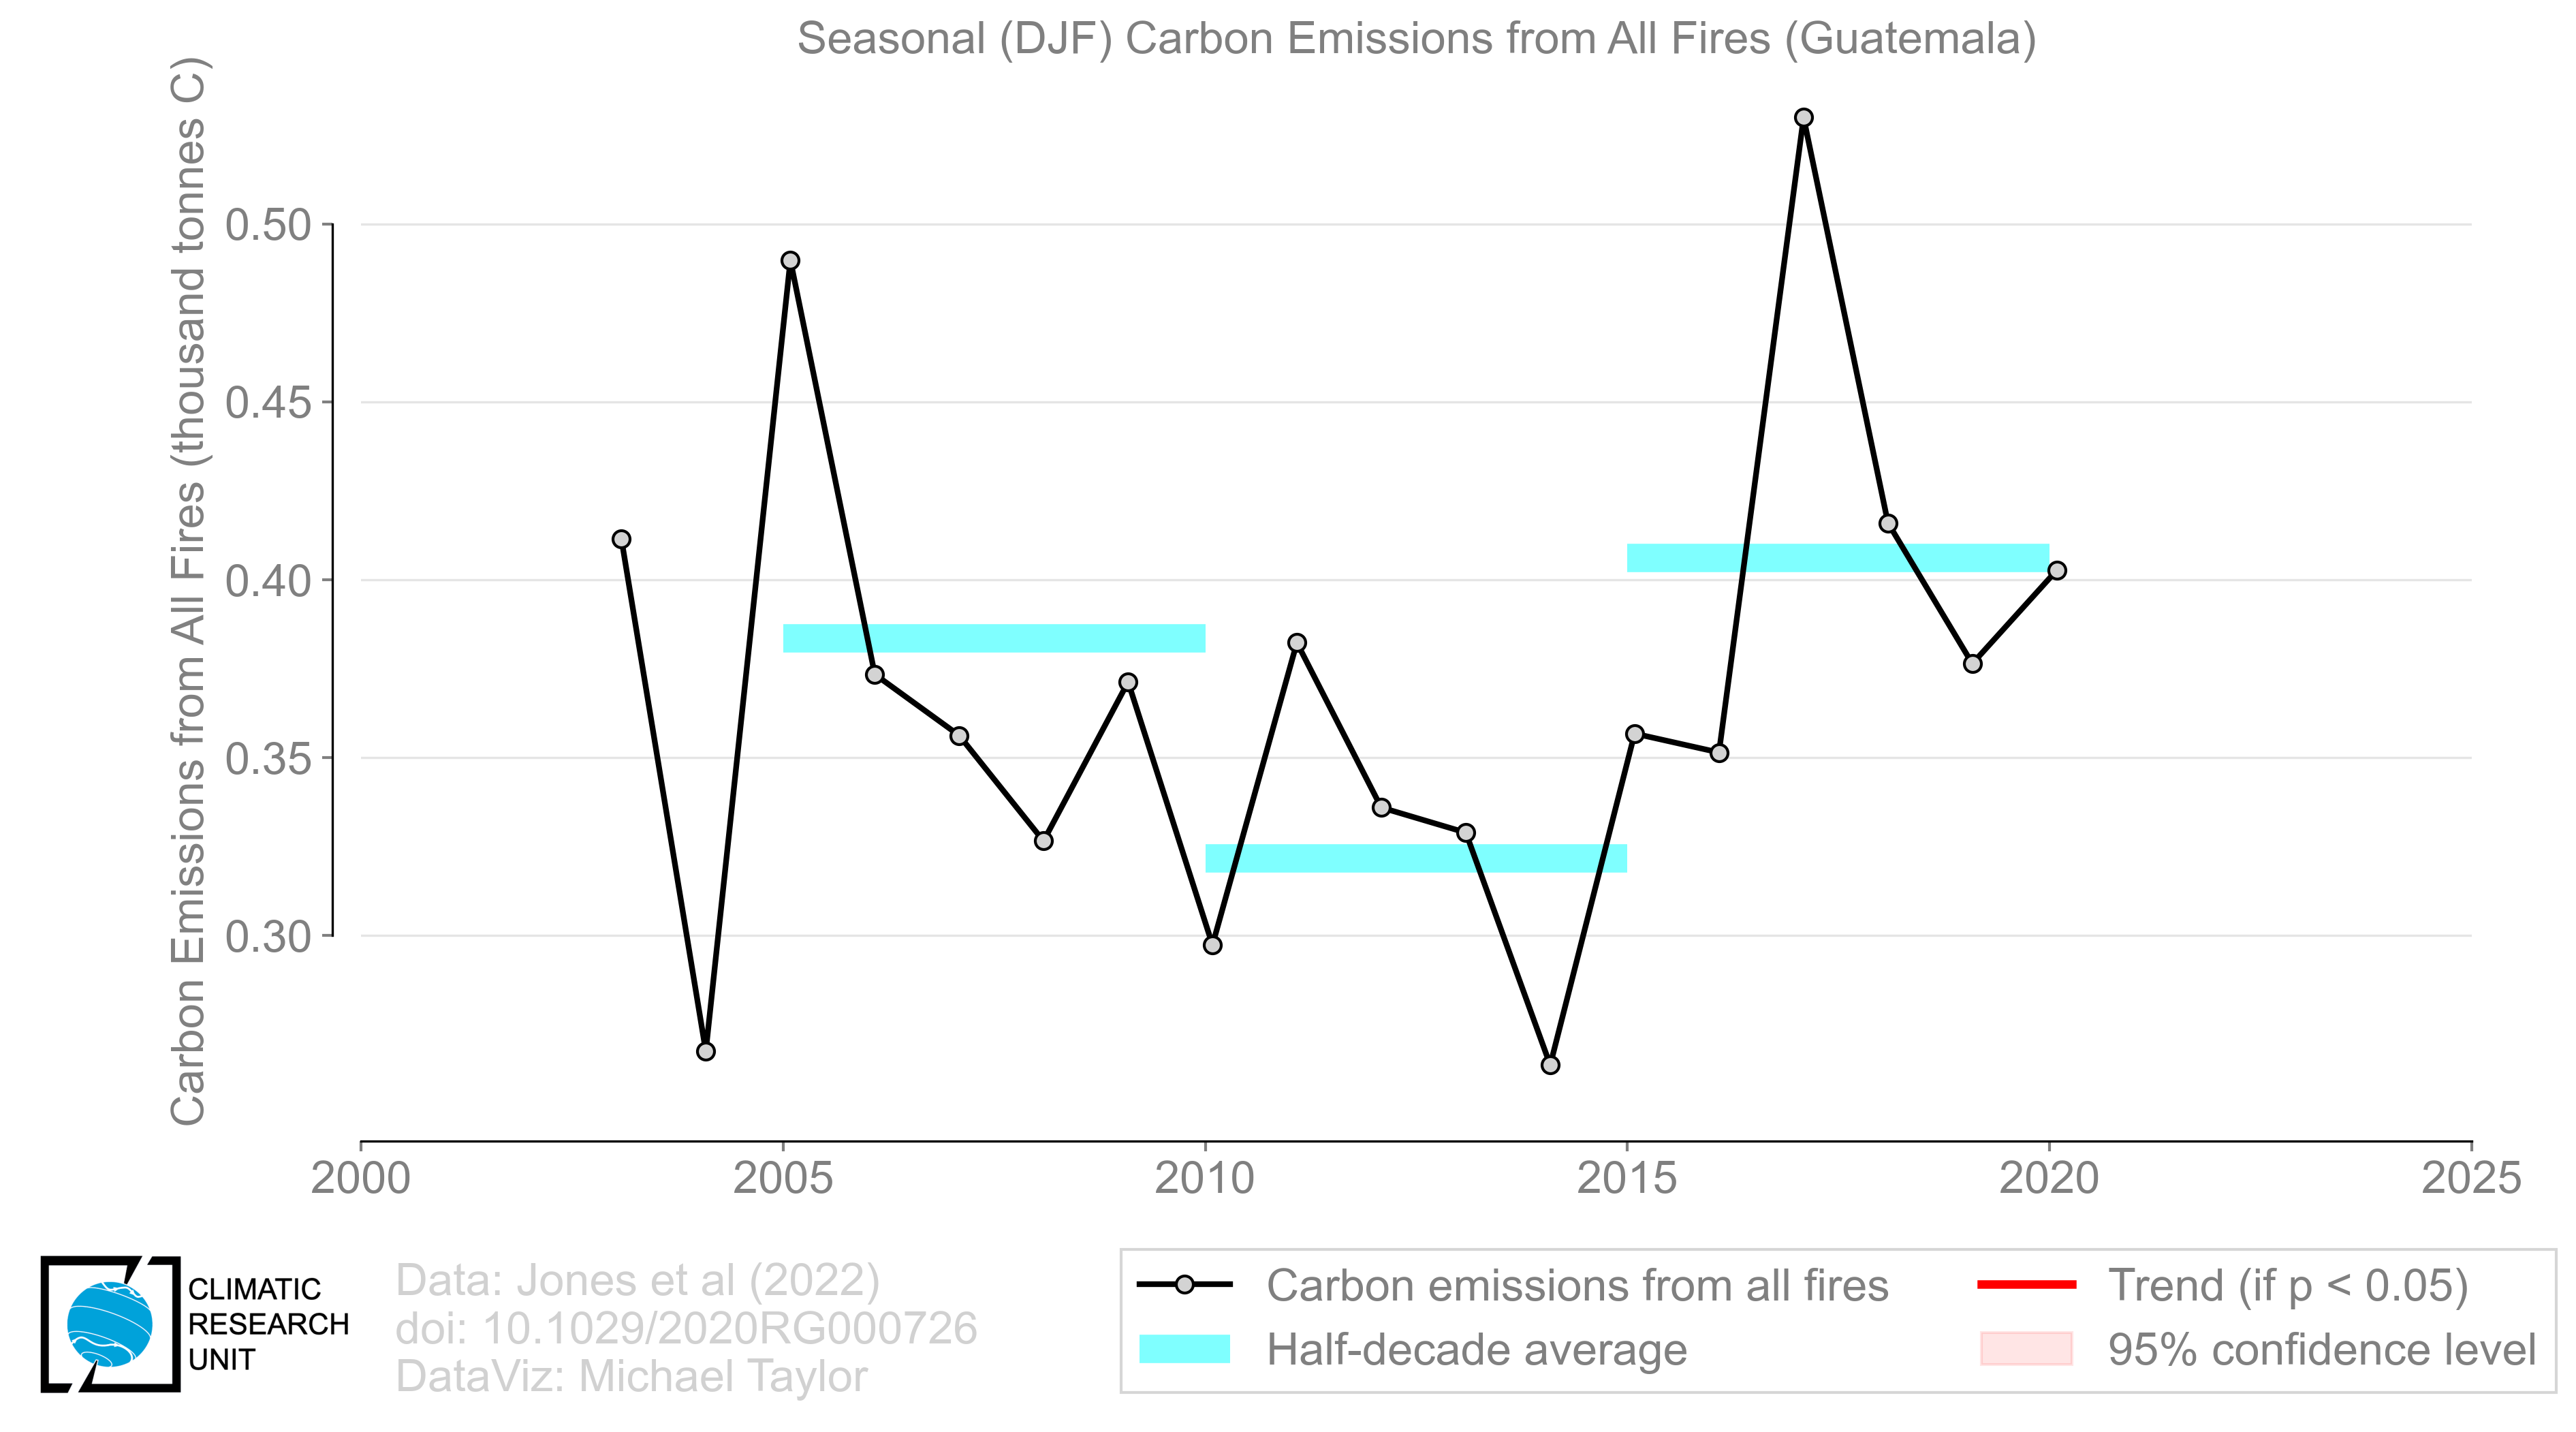 Seasonal (DJF) Carbon Emissions from All Fires (Guatemala)
Carbon Emissions from All Fires (thousand tonnes C)
0.50
0.45
0.40
0.35
0.30
2000
2005
2010
2015
2020
2025
CLIMATIC
RESEARCH
UNIT
Data: Jones et al (2022)
doi: 10.1029/2020RG000726
DataViz: Michael Taylor
Carbon emissions from all fires
Half-decade average
Trend (if p < 0.05)
95% confidence level